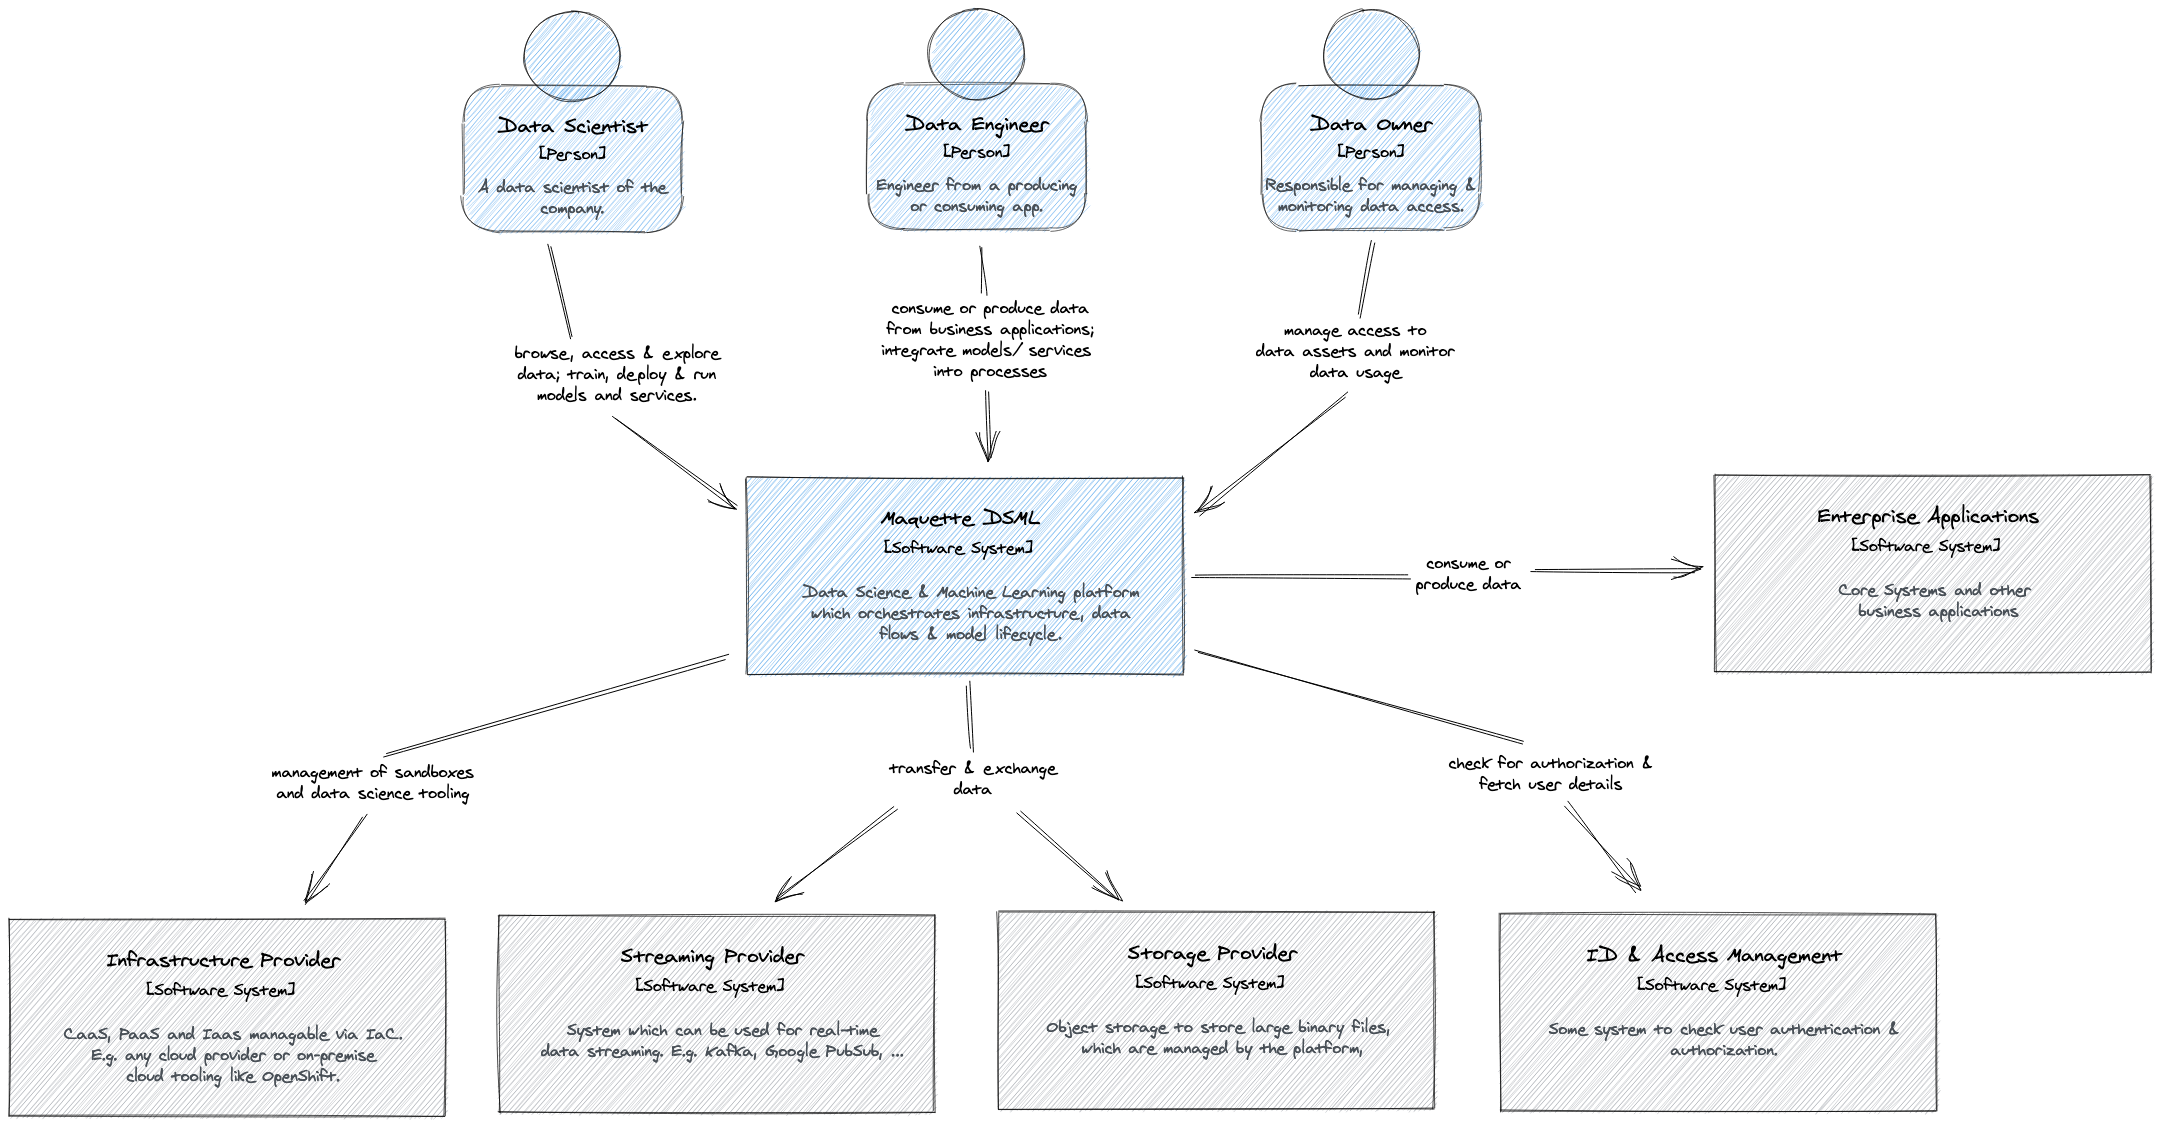 Data Scientist
[Person]
A data scientist of the
company.
Data Engineer
[Person]
Engineer from a producing
or consuming app.
Data Owner
[Person]
Responsible for managing &
monitoring data access.
browse, access & explore
data; train, deploy & run
models and services.
consume or produce data
from business applications;
integrate models/ services
into processes
manage access to
data assets and monitor
data usage
Maquette DSML
[Software System]
Data Science & Machine Learning platform
which orchestrates infrastructure, data
flows & model lifecycle.
consume or
produce data
Enterprise Applications
[Software System]
Core Systems and other
business applications
management of sandboxes
and data science tooling
transfer & exchange
data
check for authorization &
fetch user details
Infrastructure Provider
[Software System]
CaaS, PaaS and Iaas managable via IaC.
E.g. any cloud provider or on-premise
cloud tooling like OpenShift.
Streaming Provider
[Software System]
System which can be used for real-time
data streaming. E.g. Kafka, Google PubSub, ...
Storage Provider
[Software System]
Object storage to store large binary files,
which are managed by the platform,
ID & Access Management
[Software System]
Some system to check user authentication &
authorization.